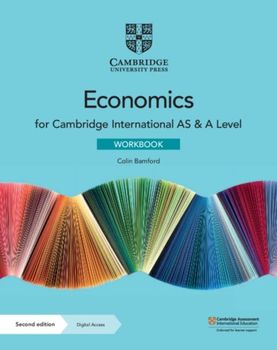 CAMBRIDGE
UNIVERSITY PRESS
Economics
for Cambridge International AS & A Level
WORKBOOK
Colin Bamford
Second edition
Digital Access
Cambridge Assessment
International Education
Endorsed for learner support